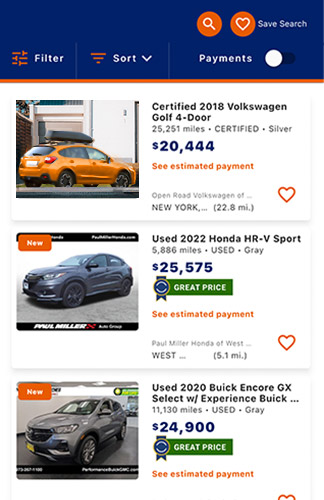 Save Search
Filter
Sort
Payments
Certified 2018 Volkswagen
Golf 4-Door
25,251 miles • CERTIFIED • Silver
$20,444
See estimated payment
Open Road Volkswagen of ...
NEW YORK,... (22.8 mi.)
New
PaulMillerHonda.com
Used 2022 Honda HR-V Sport
5,886 miles • USED • Gray
$25,575
GREAT PRICE
See estimated payment
PAUL MILLER Auto Group
Paul Miller Honda of West ...
WEST ... (5.1 mi.)
New
Used 2020 Buick Encore GX
Select w/ Experience Buick ...
11,130 miles • USED • Gray
$24,900
GREAT PRICE
973-267-1100
PerformanceBuickGMC.com
See estimated payment